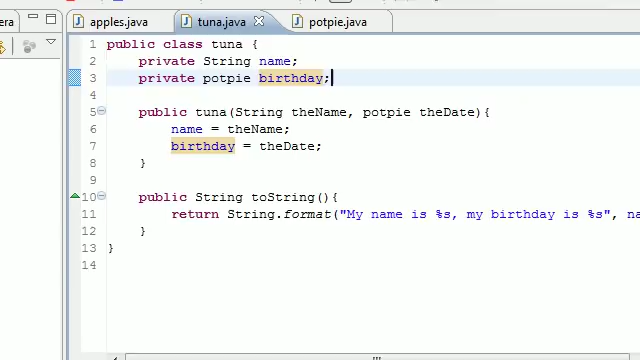 era
apples.java tuna.java potpie.java
1 public class tuna {
2 private String name;
3 private potpie birthday;
4
5 public tuna(String theName, potpie theDate){
6 name = theName;
7 birthday = theDate;
8 }
9
10 public String toString(){
11 return String.format("My name is %s, my birthday is %s", na
12 }
13 }
14